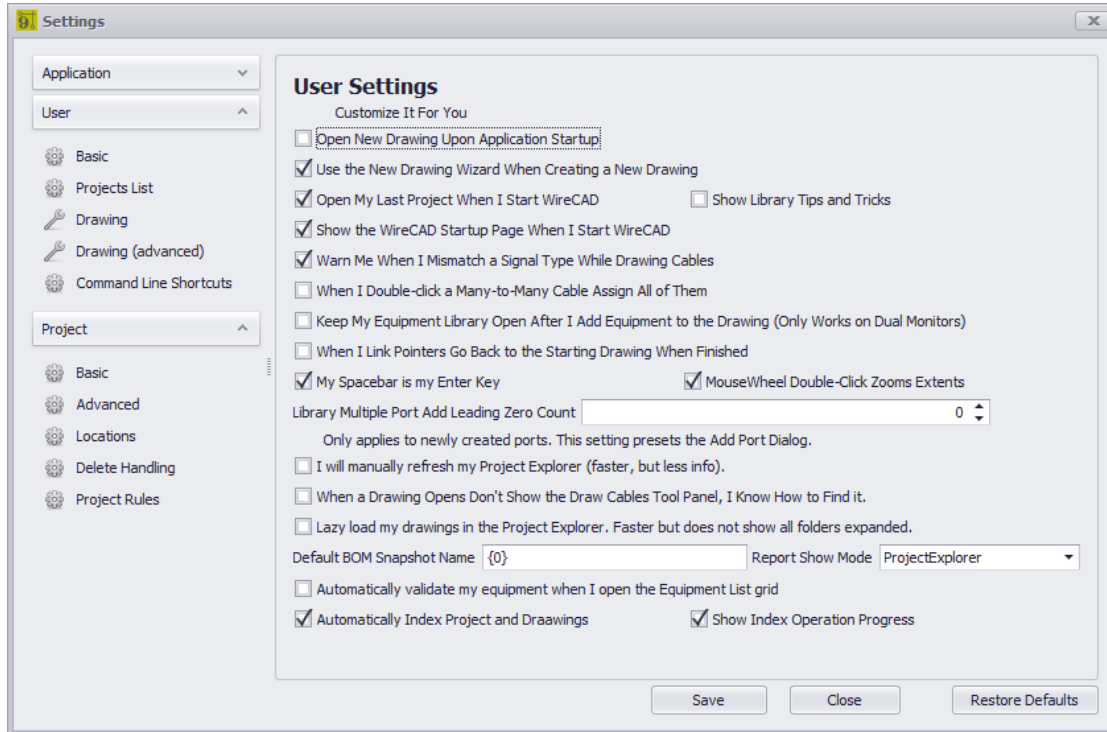 Settings
Application
User
Basic
Projects List
Drawing
Drawing (advanced)
Command Line Shortcuts
Project
Basic
Advanced
Locations
Delete Handling
Project Rules
User Settings
Customize It For You
Open New Drawing Upon Application Startup
Use the New Drawing Wizard When Creating a New Drawing
Open My Last Project When I Start WireCAD Show Library Tips and Tricks
Show the WireCAD Startup Page When I Start WireCAD
Warn Me When I Mismatch a Signal Type While Drawing Cables
When I Double-click a Many-to-Many Cable Assign All of Them
Keep My Equipment Library Open After I Add Equipment to the Drawing (Only Works on Dual Monitors)
When I Link Pointers Go Back to the Starting Drawing When Finished
My Spacebar is my Enter Key MouseWheel Double-Click Zooms Extents
Library Multiple Port Add Leading Zero Count 0
Only applies to newly created ports. This setting presets the Add Port Dialog.
I will manually refresh my Project Explorer (faster, but less info).
When a Drawing Opens Don't Show the Draw Cables Tool Panel, I Know How to Find it.
Lazy load my drawings in the Project Explorer. Faster but does not show all folders expanded.
Default BOM Snapshot Name {0} Report Show Mode ProjectExplorer
Automatically validate my equipment when I open the Equipment List grid
Automatically Index Project and Draawings Show Index Operation Progress
Save Close Restore Defaults